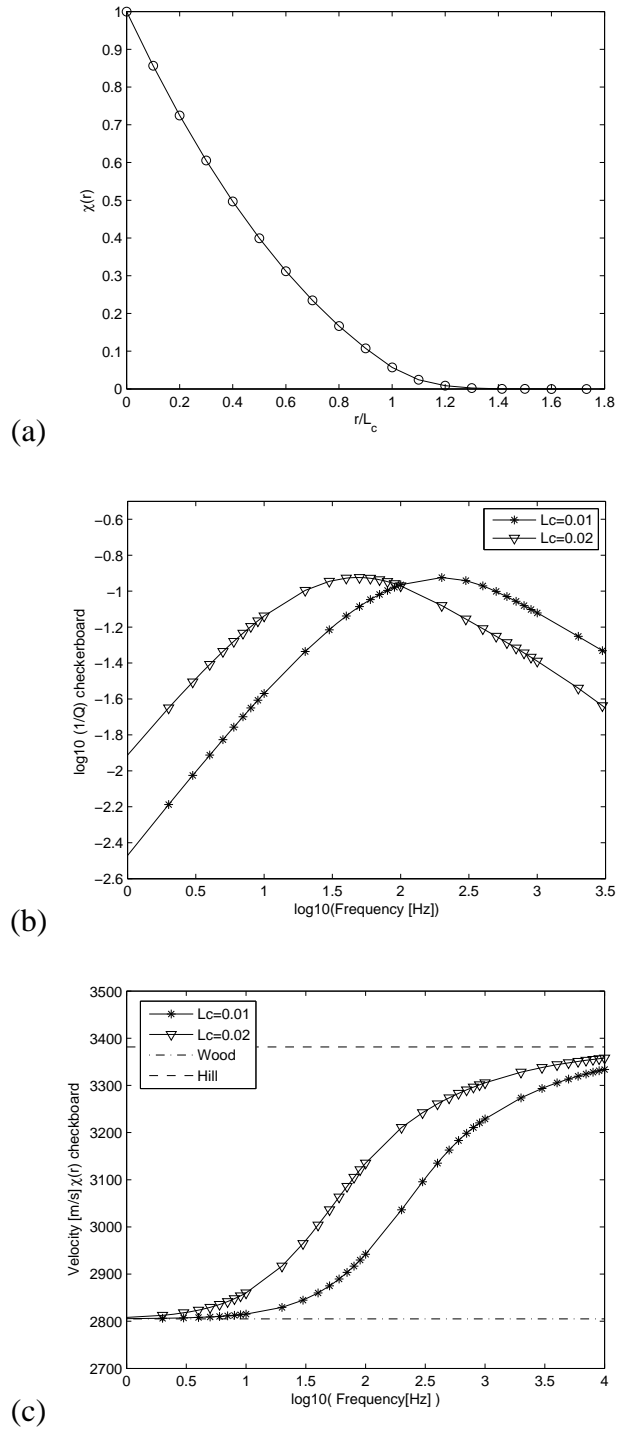 1
0.9
0.8
0.7
0.6
0.5
0.4
0.3
0.2
0.1
0
χ(r)
0 0.2 0.4 0.6 0.8 1 1.2 1.4 1.6 1.8
r/Lc
(a)
−0.6
−0.8
−1
−1.2
−1.4
−1.6
−1.8
−2
−2.2
−2.4
−2.6
log10 (1/Q) checkerboard
Lc=0.01
Lc=0.02
0 0.5 1 1.5 2 2.5 3 3.5
log10(Frequency [Hz])
(b)
3500
3400
3300
3200
3100
3000
2900
2800
2700
Velocity [m/s] χ(r) checkboard
Lc=0.01
Lc=0.02
Wood
Hill
0 0.5 1 1.5 2 2.5 3 3.5 4
log10( Frequency[Hz] )
(c)